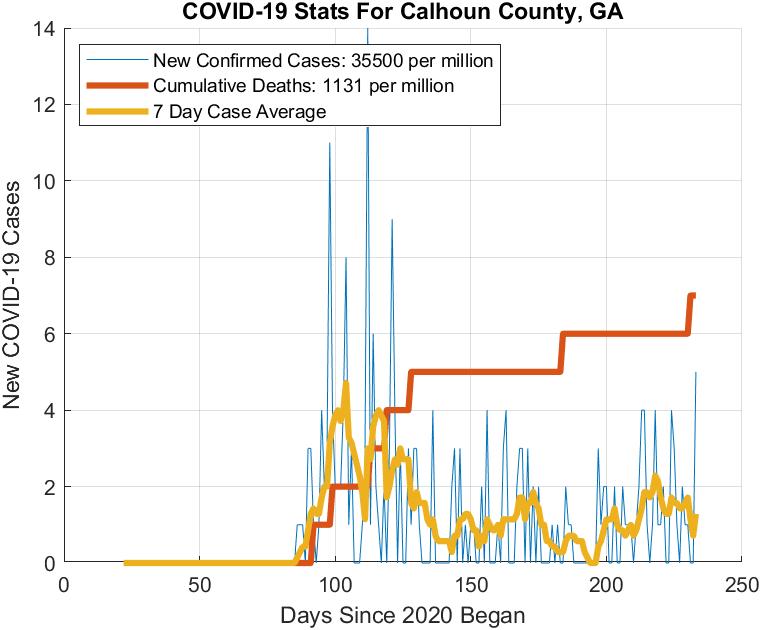 COVID-19 Stats For Calhoun County, GA
14
12
10
8
6
4
2
0
New COVID-19 Cases
New Confirmed Cases: 35500 per million
Cumulative Deaths: 1131 per million
7 Day Case Average
0 50 100 150 200 250
Days Since 2020 Began